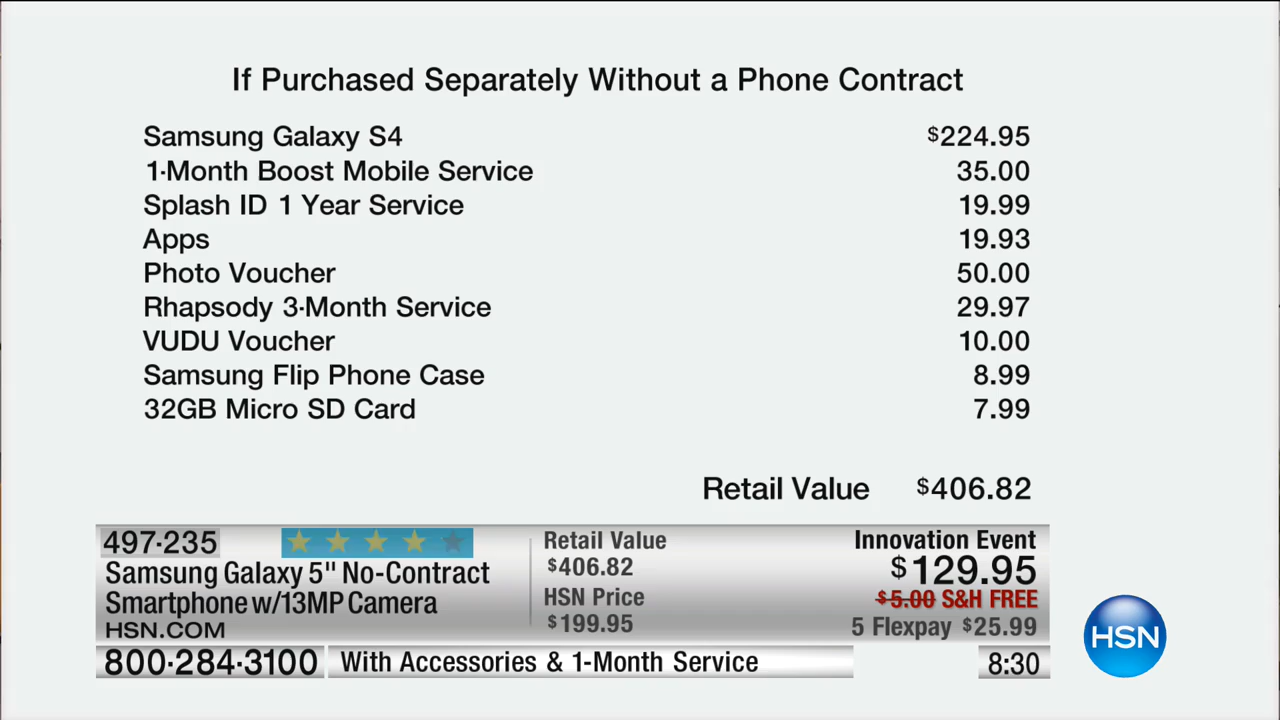 If Purchased Separately Without a Phone Contract
Samsung Galaxy S4 $224.95
1-Month Boost Mobile Service 35.00
Splash ID 1 Year Service 19.99
Apps 19.93
Photo Voucher 50.00
Rhapsody 3-Month Service 29.97
VUDU Voucher 10.00
Samsung Flip Phone Case 8.99
32GB Micro SD Card 7.99
Retail Value $406.82
497-235
Samsung Galaxy 5" No-Contract
Smartphone w/13MP Camera
HSN.COM
Retail Value
$406.82
HSN Price
$199.95
Innovation Event
$129.95
$5.00 S&H FREE
5 Flexpay $25.99
800-284-3100 With Accessories & 1-Month Service 8:30
HSN